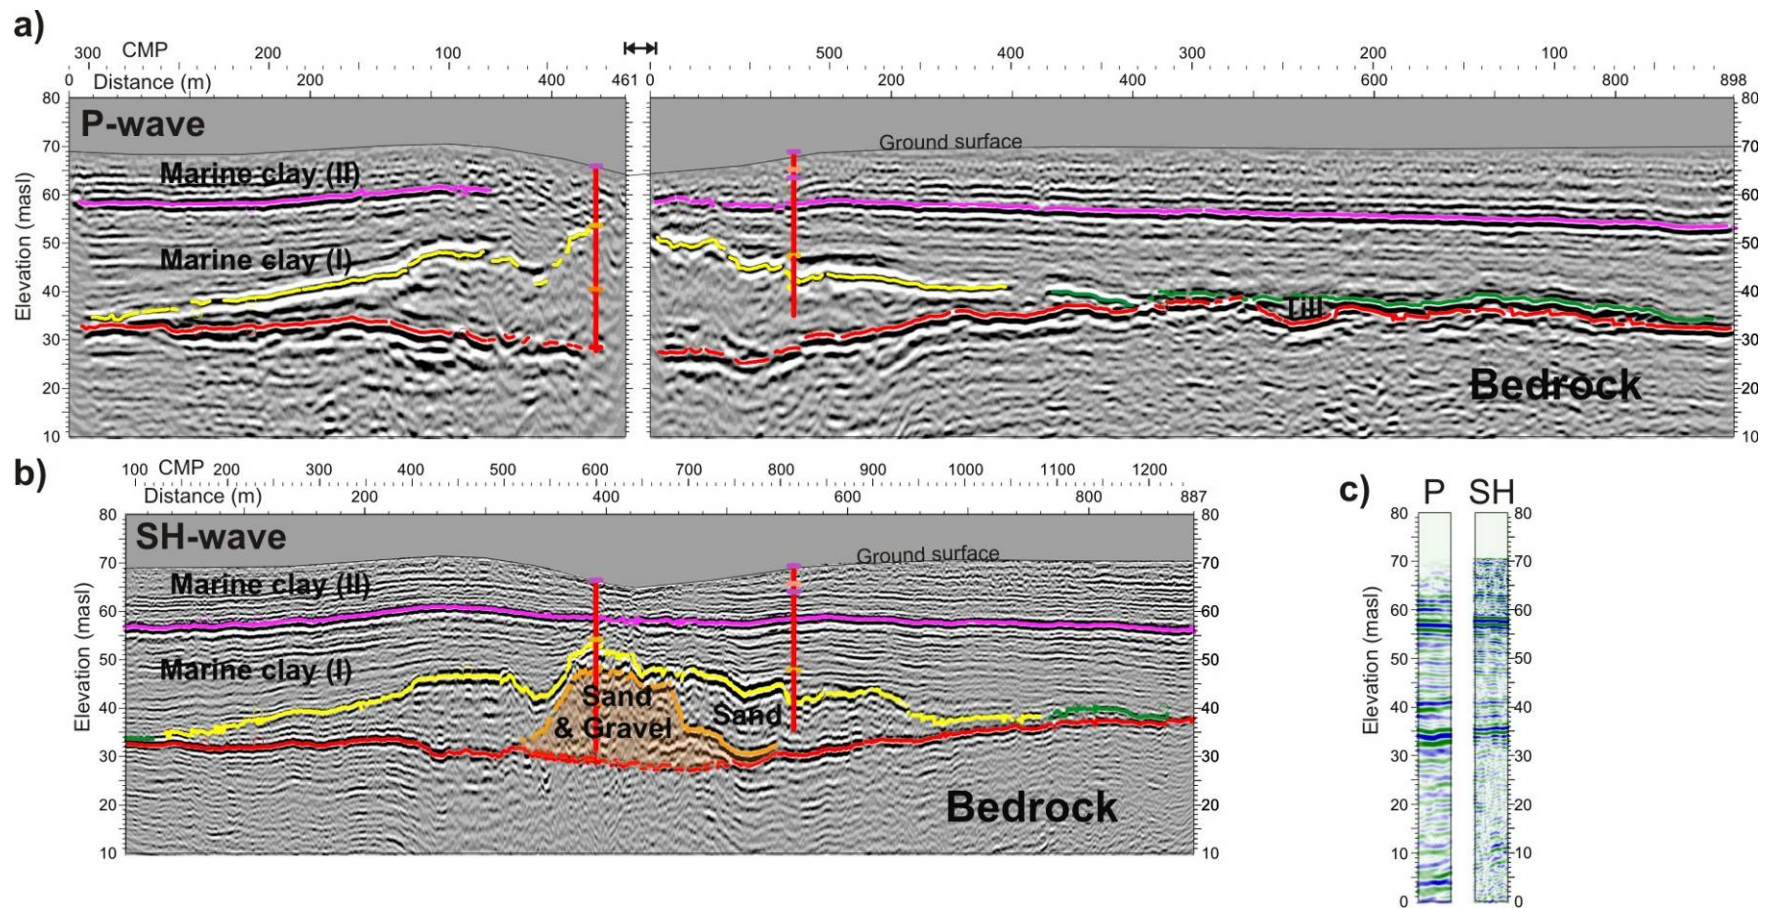 a)
300 CMP 200 100 500 400 300 200 100
0 Distance (m) 200 400 461 0 200 400 600 800 898
80 80
P-wave
Ground surface
70 70
Marine clay (II)
60 60
Elevation (masl)
50 50
Marine clay (I)
40 40
Till
30 30
Bedrock
20 20
10 10
b)
100 CMP 200 300 400 500 600 700 800 900 1000 1100 1200
Distance (m) 200 400 600 800 887
80 80
SH-wave
Ground surface
70 70
Marine clay (II)
60 60
Elevation (masl)
50 50
Marine clay (I)
Sand
& Gravel
Sand
40 40
30 30
Bedrock
20 20
10 10
c)
P SH
80 80
70 70
60 60
Elevation (masl)
50 50
40 40
30 30
20 20
10 10
0 0